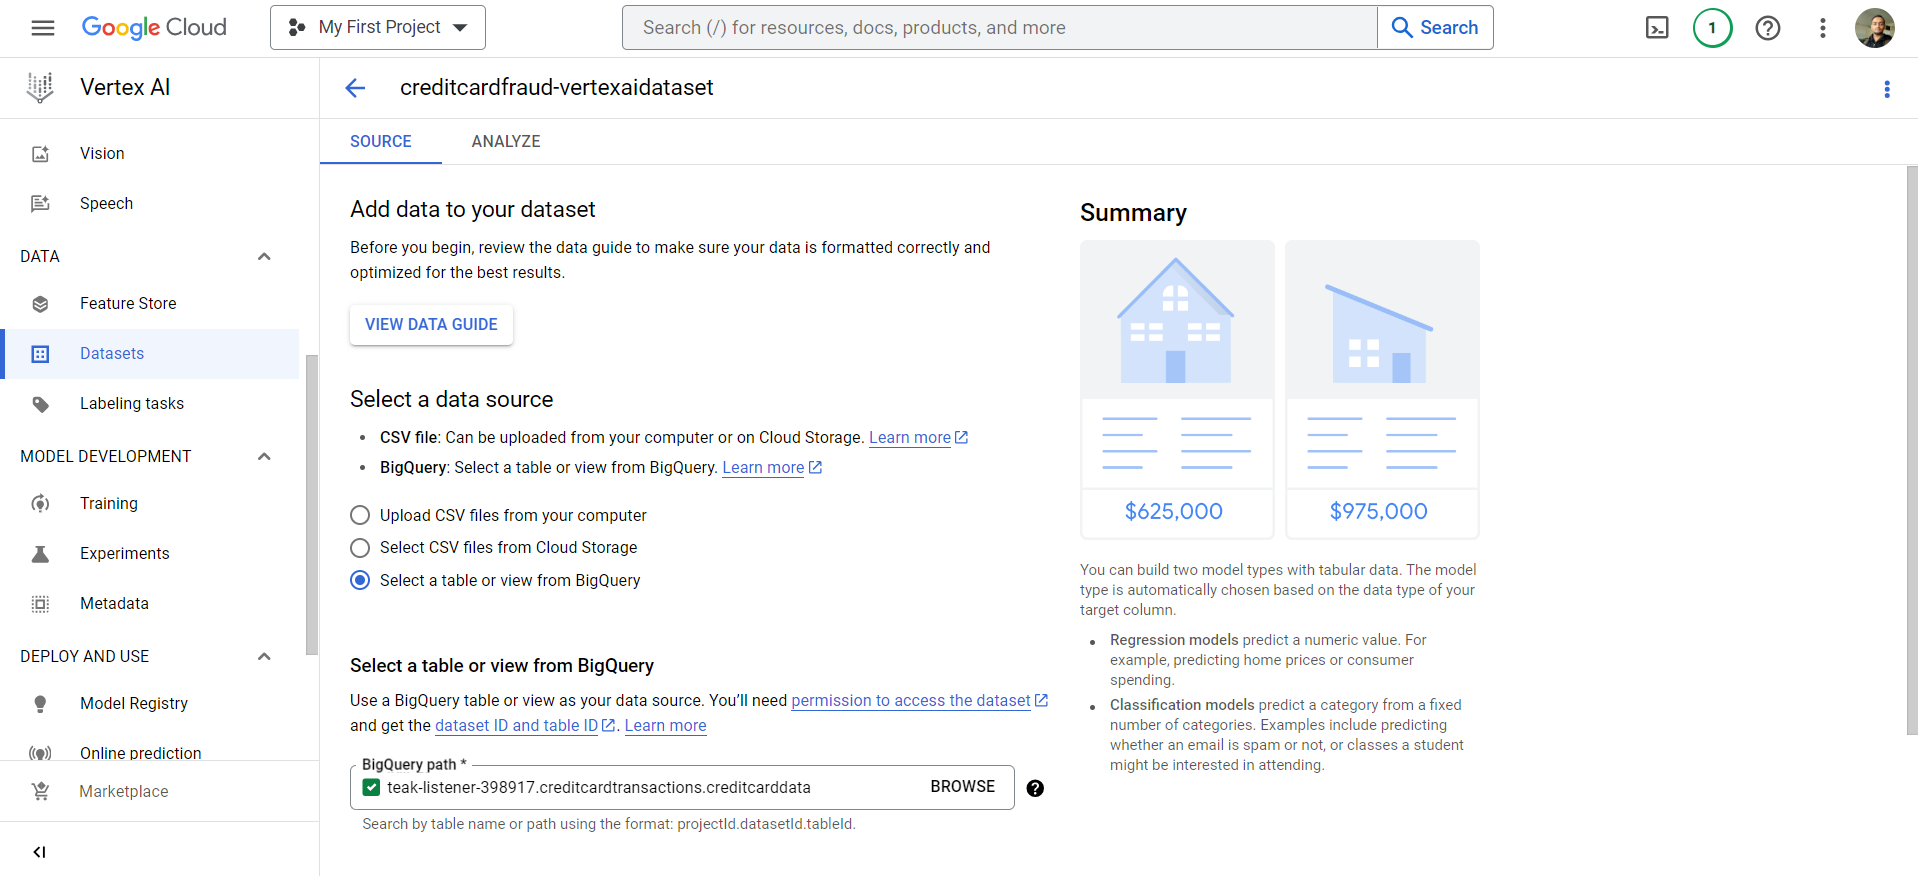 Google Cloud
My First Project
Search (/) for resources, docs, products, and more
Search
1
Vertex AI
creditcardfraud-vertexaidataset
SOURCE
ANALYZE
Vision
Speech
DATA
Feature Store
Datasets
Labeling tasks
MODEL DEVELOPMENT
Training
Experiments
Metadata
DEPLOY AND USE
Model Registry
Online prediction
Marketplace
Add data to your dataset
Before you begin, review the data guide to make sure your data is formatted correctly and
optimized for the best results.
VIEW DATA GUIDE
Select a data source
• CSV file: Can be uploaded from your computer or on Cloud Storage. Learn more
• BigQuery: Select a table or view from BigQuery. Learn more
Upload CSV files from your computer
Select CSV files from Cloud Storage
Select a table or view from BigQuery
Select a table or view from BigQuery
Use a BigQuery table or view as your data source. You’ll need permission to access the dataset
and get the dataset ID and table ID. Learn more
BigQuery path *
teak-listener-398917.creditcardtransactions.creditcarddata
BROWSE
Search by table name or path using the format: projectId.datasetId.tableId.
Summary
$625,000
$975,000
You can build two model types with tabular data. The model
type is automatically chosen based on the data type of your
target column.
• Regression models predict a numeric value. For
example, predicting home prices or consumer
spending.
• Classification models predict a category from a fixed
number of categories. Examples include predicting
whether an email is spam or not, or classes a student
might be interested in attending.